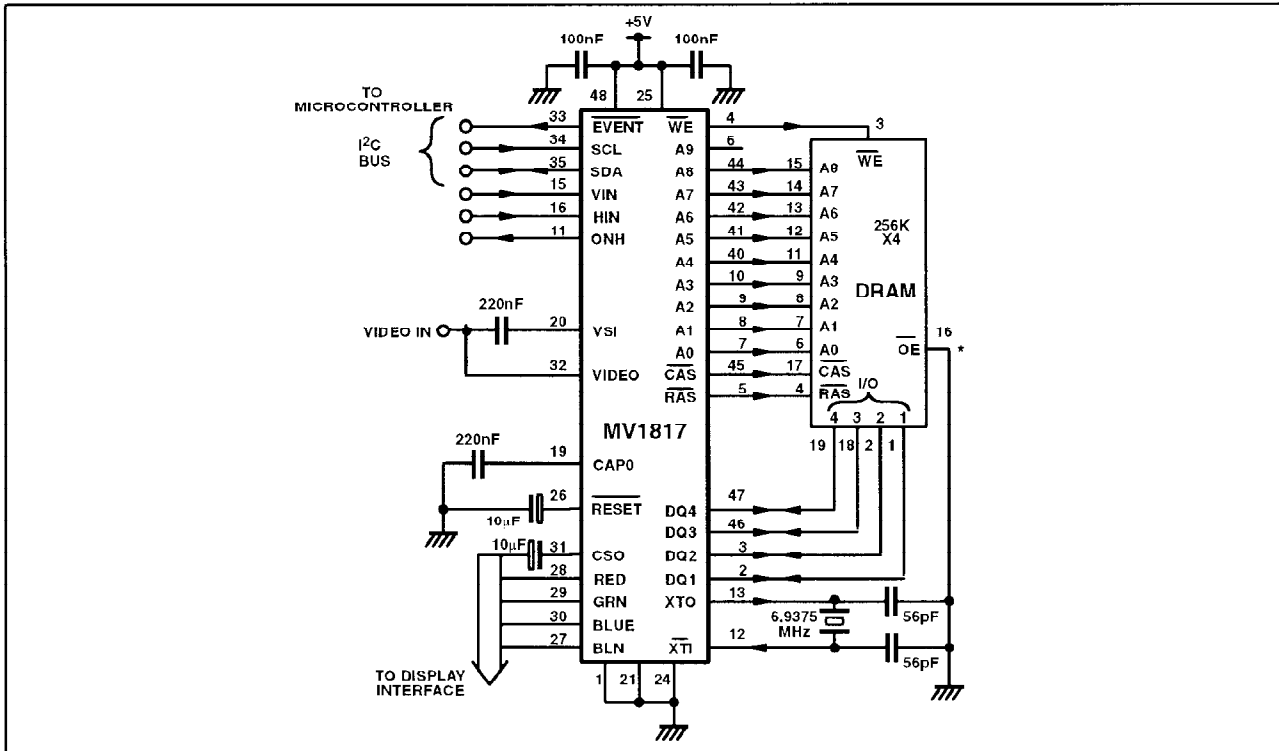 +5V
100nF 100nF
48 25
TO
MICROCONTROLLER
I²C
BUS
33 EVENT
34 SCL
35 SDA
15 VIN
16 HIN
11 ONH
VIDEO IN
220nF
20 VSI
32 VIDEO
MV1817
220nF
19 CAP0
10µF
26 RESET
10µF
31 CSO
28 RED
29 GRN
30 BLUE
27 BLN
TO DISPLAY
INTERFACE
1 21 24
WE 4 3 WE
A9 6
A8 44 15 A8
A7 43 14 A7
A6 42 13 A6
A5 41 12 A5
A4 40 11 A4
A3 10 9 A3
A2 9 8 A2
A1 8 7 A1
A0 7 6 A0
CAS 45 17 CAS
RAS 5 4 RAS
256K
X4
DRAM
16
OE *
I/O
4 3 2 1
19 18 2 1
DQ4 47
DQ3 46
DQ2 3
DQ1 2
XTO 13
XTI 12
6.9375
MHz
56pF
56pF